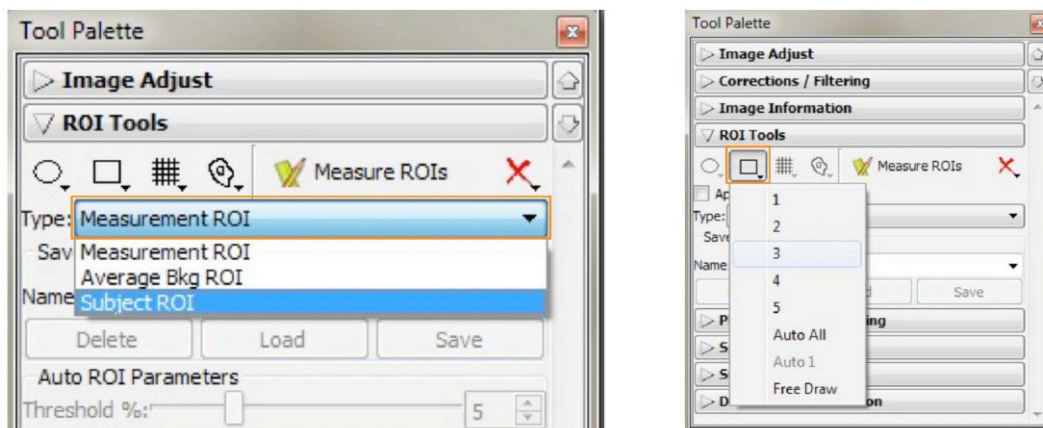 Tool Palette
Image Adjust
ROI Tools
Measure ROIs
Type: Measurement ROI
Sav Measurement ROI
Average Bkg ROI
Name Subject ROI
Delete Load Save
Auto ROI Parameters
Threshold %: 5
Tool Palette
Image Adjust
Corrections / Filtering
Image Information
ROI Tools
Measure ROIs
Ap 1
Type: 2
Save 3
Name 4
5 Save
P Auto All ing
S Auto 1
S Free Draw
D on